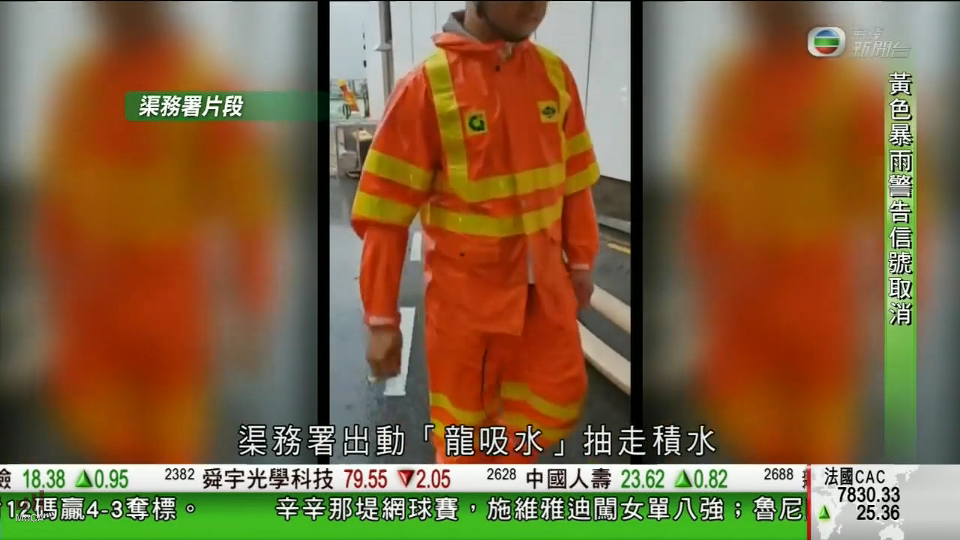 無綫新聞台
渠務署片段
黃色暴雨警告信號取消
渠務署出動「龍吸水」抽走積水
險 18.38 ▲0.95 2382 舜宇光學科技 79.55 ▼2.05 2628 中國人壽 23.62 ▲0.82 2688
法國CAC
7830.33
▲ 25.36
12碼贏4-3奪標。 辛辛那堤網球賽，施維雅迪闖女單八強；魯尼